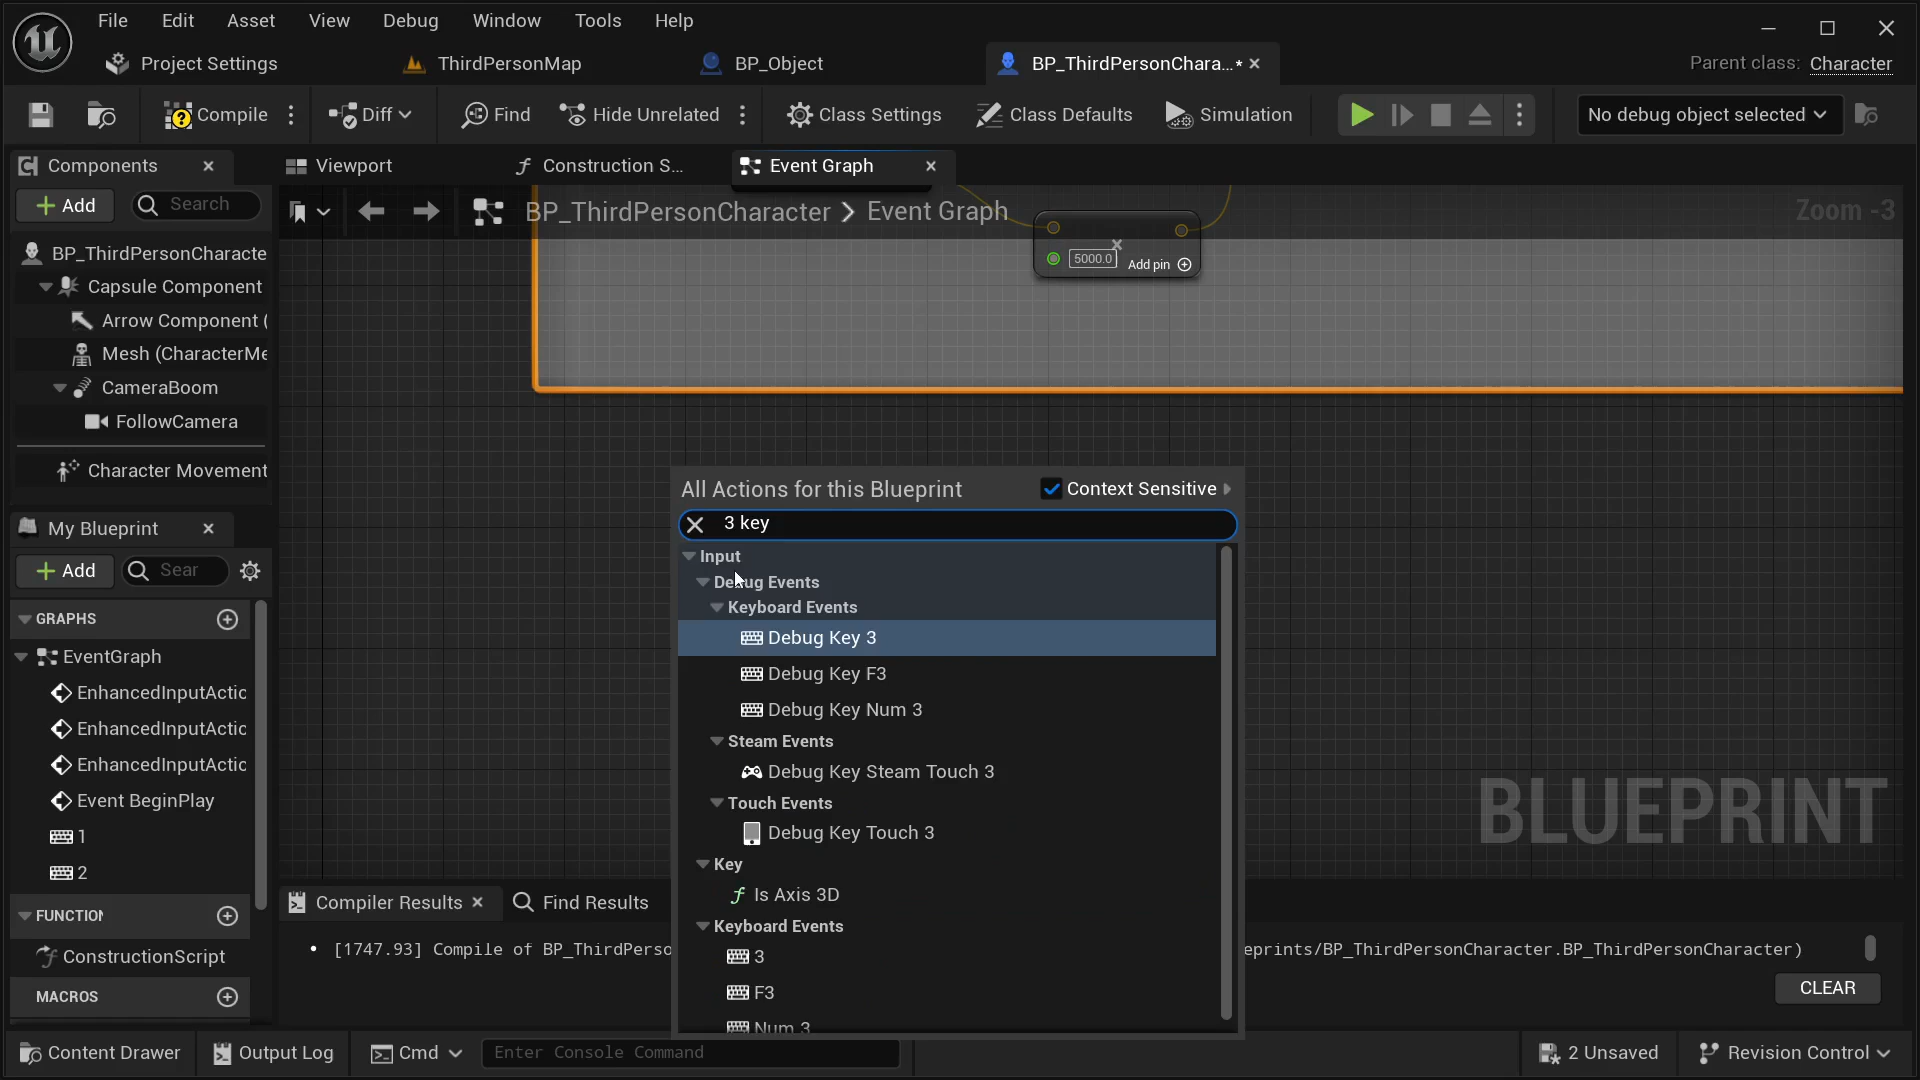 File Edit Asset View Debug Window Tools Help
Project Settings ThirdPersonMap BP_Object BP_ThirdPersonChara...* Parent class: Character
Compile Diff Find Hide Unrelated Class Settings Class Defaults Simulation No debug object selected
Components Viewport Construction S... Event Graph
Add Search BP_ThirdPersonCharacter > Event Graph Zoom -3
BP_ThirdPersonCharacte
Capsule Component
Arrow Component (
Mesh (CharacterMe
CameraBoom
FollowCamera
Character Movement
5000.0 Add pin
My Blueprint
Add Sear
GRAPHS
EventGraph
EnhancedInputActic
EnhancedInputActic
EnhancedInputActic
Event BeginPlay
1
2
FUNCTION
ConstructionScript
MACROS
All Actions for this Blueprint Context Sensitive
3 key
Input
Debug Events
Keyboard Events
Debug Key 3
Debug Key F3
Debug Key Num 3
Steam Events
Debug Key Steam Touch 3
Touch Events
Debug Key Touch 3
Key
Is Axis 3D
Keyboard Events
3
F3
Num 3
BLUEPRINT
Compiler Results Find Results
[1747.93] Compile of BP_ThirdPerso eprints/BP_ThirdPersonCharacter.BP_ThirdPersonCharacter)
CLEAR
Content Drawer Output Log Cmd Enter Console Command 2 Unsaved Revision Control